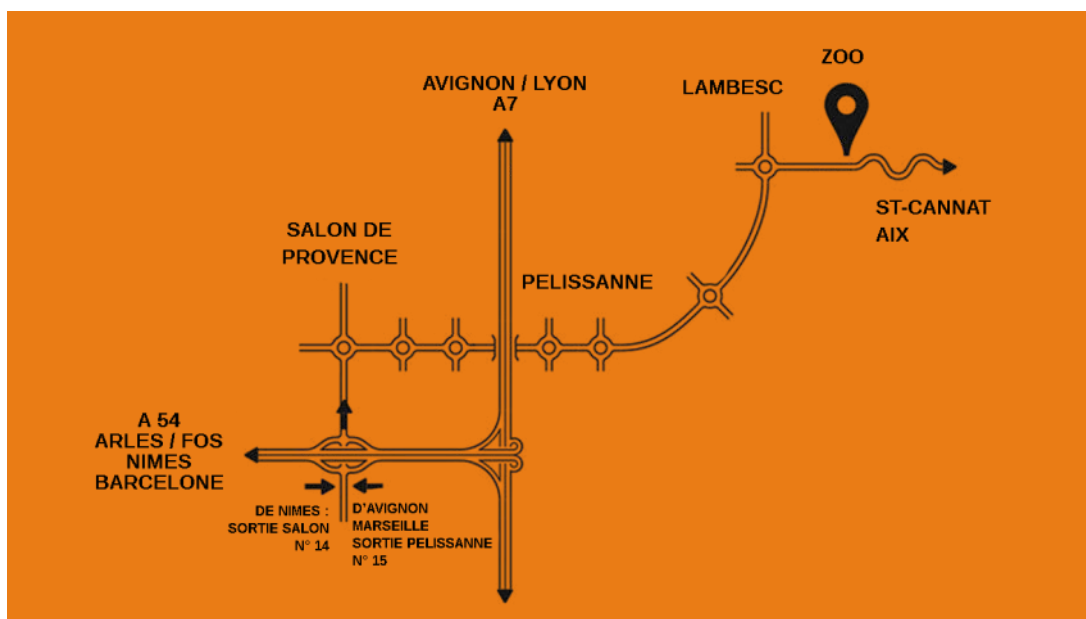 ZOO
AVIGNON / LYON
A7
LAMBESC
ST-CANNAT
AIX
SALON DE
PROVENCE
PELISSANNE
A 54
ARLES / FOS
NIMES
BARCELONE
DE NIMES :
SORTIE SALON
N° 14
D'AVIGNON
MARSEILLE
SORTIE PELISSANNE
N° 15